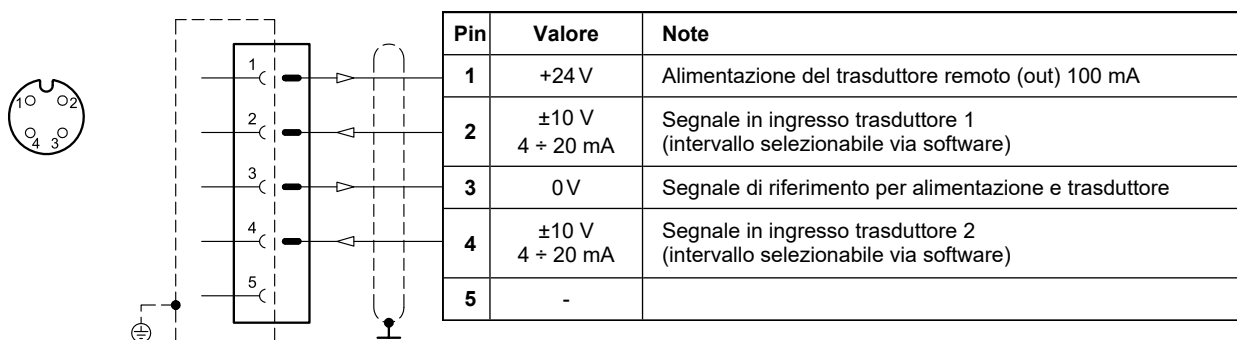 1 2
4 3
1
2
3
4
5
Pin Valore Note
1 +24 V Alimentazione del trasduttore remoto (out) 100 mA
2 ±10 V Segnale in ingresso trasduttore 1
4 ÷ 20 mA (intervallo selezionabile via software)
3 0 V Segnale di riferimento per alimentazione e trasduttore
4 ±10 V Segnale in ingresso trasduttore 2
4 ÷ 20 mA (intervallo selezionabile via software)
5 -